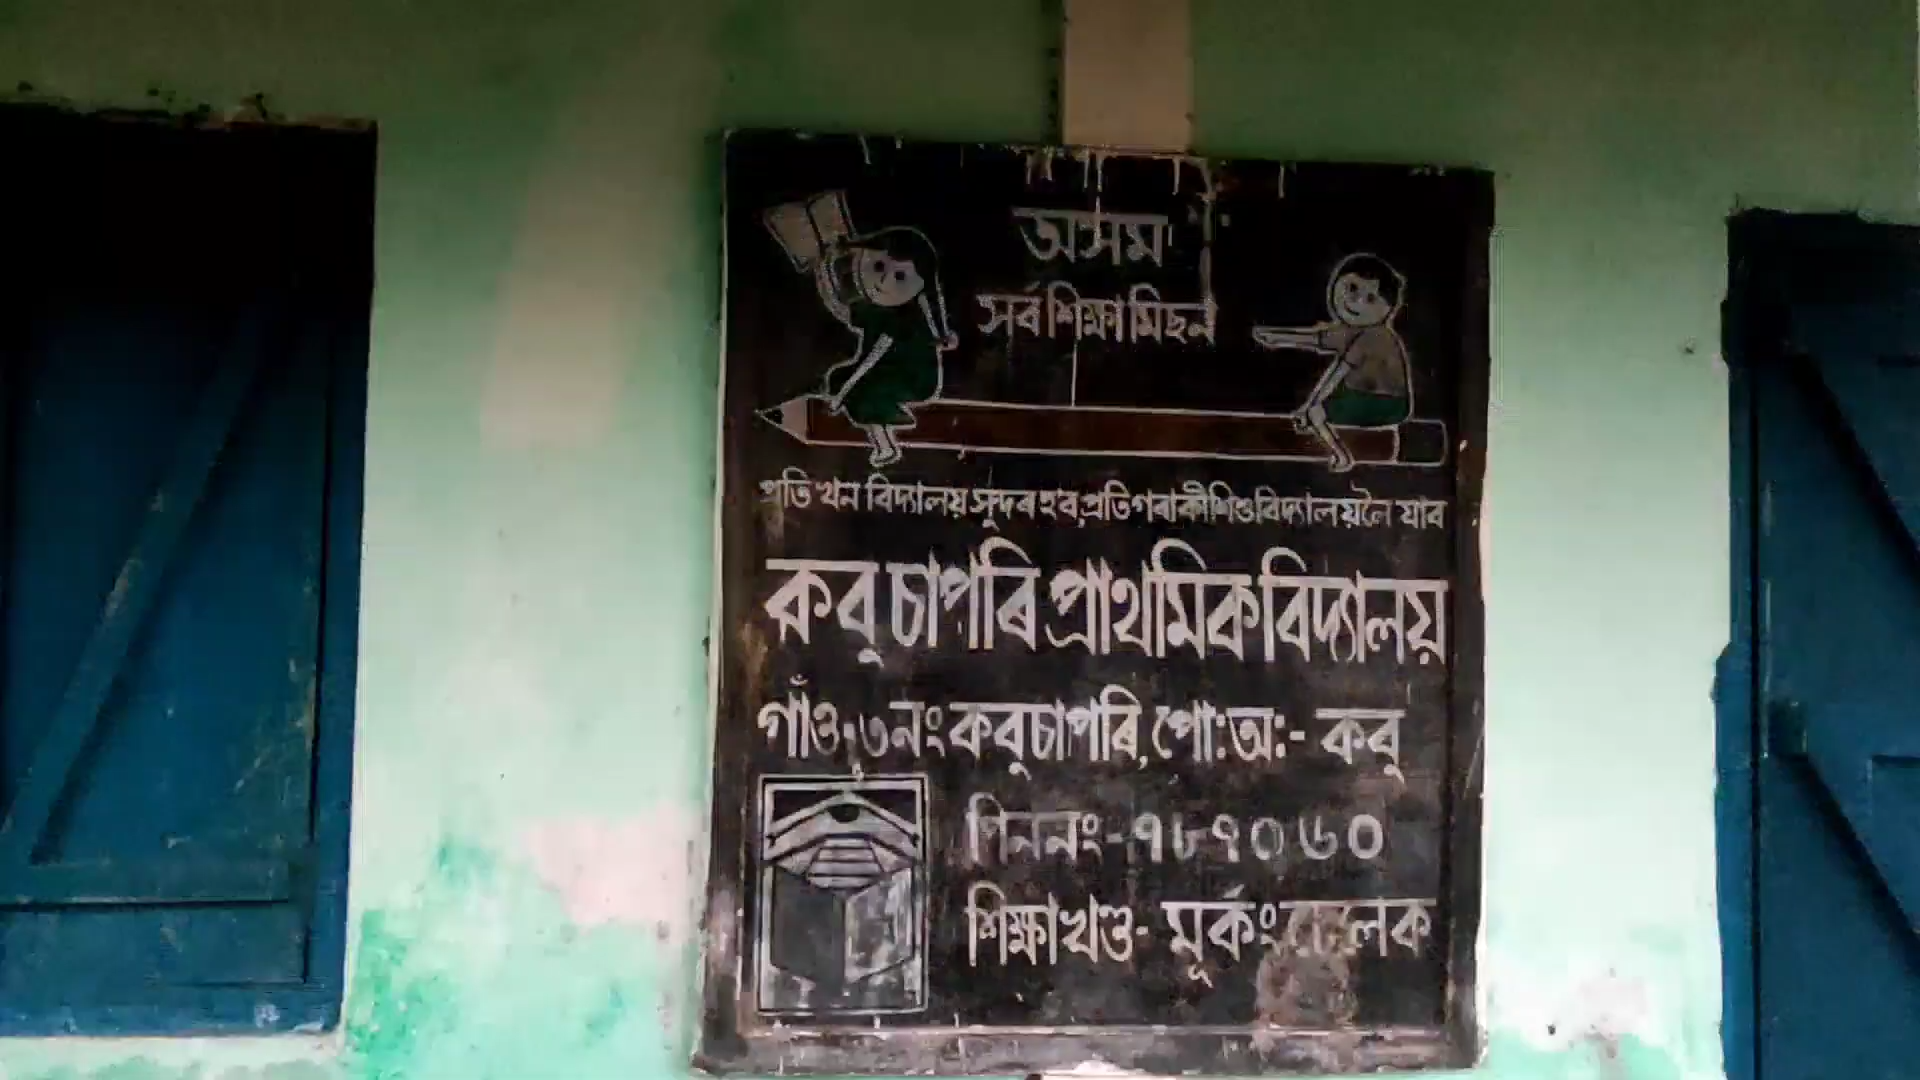 অসম
সৰ্ব শিক্ষা মিছন
প্ৰতি খন বিদ্যালয় সুন্দৰ হব, প্ৰতিগৰাকী শিশু বিদ্যালয়লৈ যাব
কবু চাপৰি প্ৰাথমিক বিদ্যালয়
গাঁও-৩নং কবুচাপৰি, পো:অ:- কবু
পিননং-৭৮৭০৬০
শিক্ষাখণ্ড- মূৰ্কংচেলেক